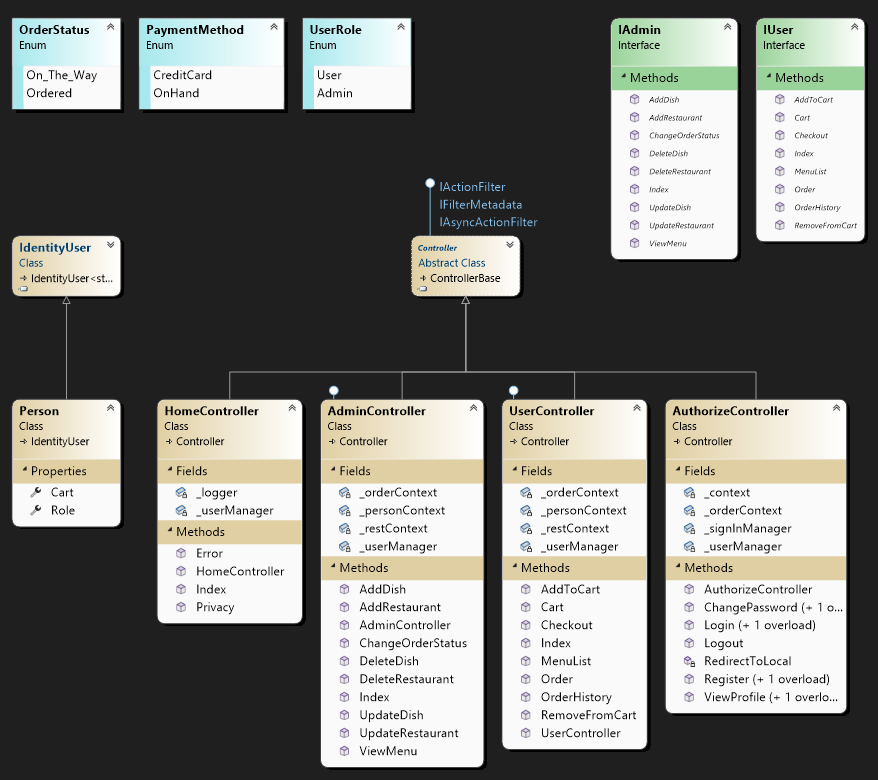 OrderStatus
Enum
On_The_Way
Ordered
PaymentMethod
Enum
CreditCard
OnHand
UserRole
Enum
User
Admin
IAdmin
Interface
Methods
AddDish
AddRestaurant
ChangeOrderStatus
DeleteDish
DeleteRestaurant
Index
UpdateDish
UpdateRestaurant
ViewMenu
IUser
Interface
Methods
AddToCart
Cart
Checkout
Index
MenuList
Order
OrderHistory
RemoveFromCart
IActionFilter
IFilterMetadata
IAsyncActionFilter
IdentityUser
Class
IdentityUser<st...
Controller
Abstract Class
ControllerBase
Person
Class
IdentityUser
Properties
Cart
Role
HomeController
Class
Controller
Fields
_logger
_userManager
Methods
Error
HomeController
Index
Privacy
AdminController
Class
Controller
Fields
_orderContext
_personContext
_restContext
_userManager
Methods
AddDish
AddRestaurant
AdminController
ChangeOrderStatus
DeleteDish
DeleteRestaurant
Index
UpdateDish
UpdateRestaurant
ViewMenu
UserController
Class
Controller
Fields
_orderContext
_personContext
_restContext
_userManager
Methods
AddToCart
Cart
Checkout
Index
MenuList
Order
OrderHistory
RemoveFromCart
UserController
AuthorizeController
Class
Controller
Fields
_context
_orderContext
_signInManager
_userManager
Methods
AuthorizeController
ChangePassword (+ 1 o...
Login (+ 1 overload)
Logout
RedirectToLocal
Register (+ 1 overload)
ViewProfile (+ 1 overlo...